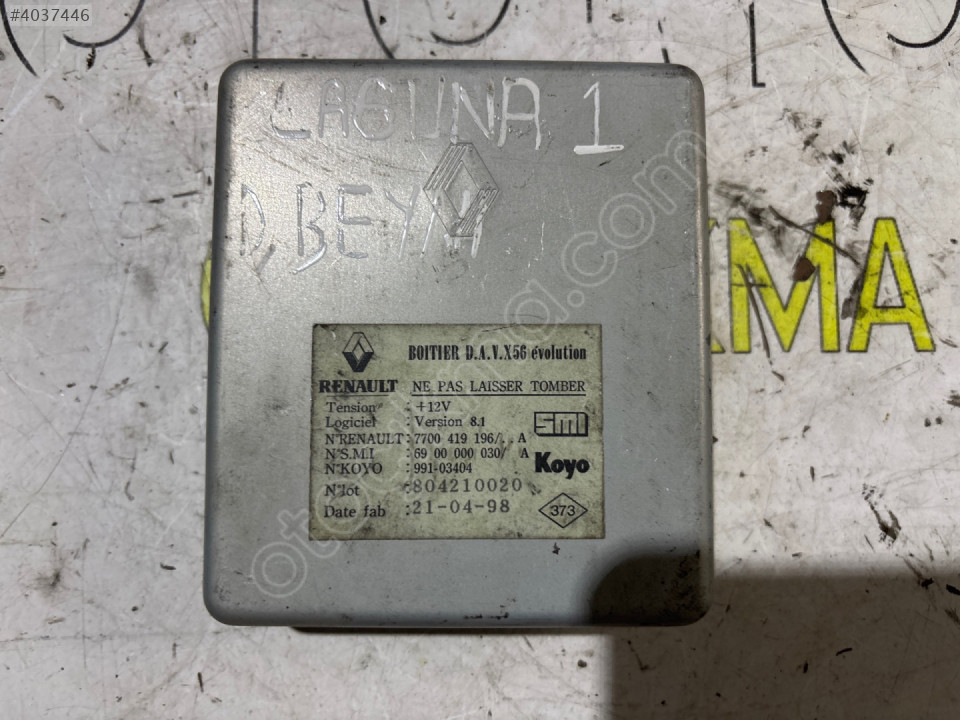 #4037446
LAGUNA 1
D.BEYNİ
KMA
BOITIER D.A.V.X56 évolution
RENAULT NE PAS LAISSER TOMBER
Tension : +12V
Logiciel : Version 8.1
N°RENAULT : 7700 419 196/...A
N°S.M.I : 69 00 000 030/ A
N°KOYO : 991-03404
N°lot : 804210020
Date fab : 21-04-98
smi
Koyo
373